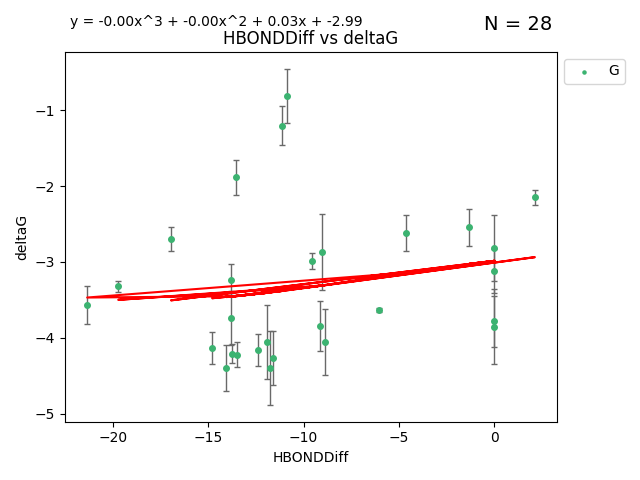 y = -0.00x^3 + -0.00x^2 + 0.03x + -2.99
N = 28
HBONDDiff vs deltaG
G
−1
−2
−3
−4
−5
deltaG
−20 −15 −10 −5 0
HBONDDiff